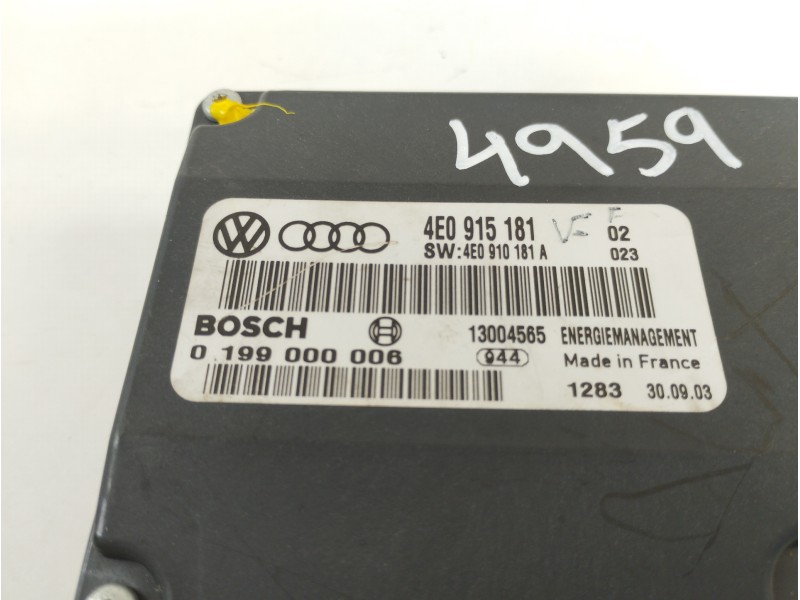 4959
4E0 915 181 F 02
SW:4E0 910 181 A 023
BOSCH 13004565 ENERGIEMANAGEMENT
0 199 000 006 944 Made in France
1283 30.09.03